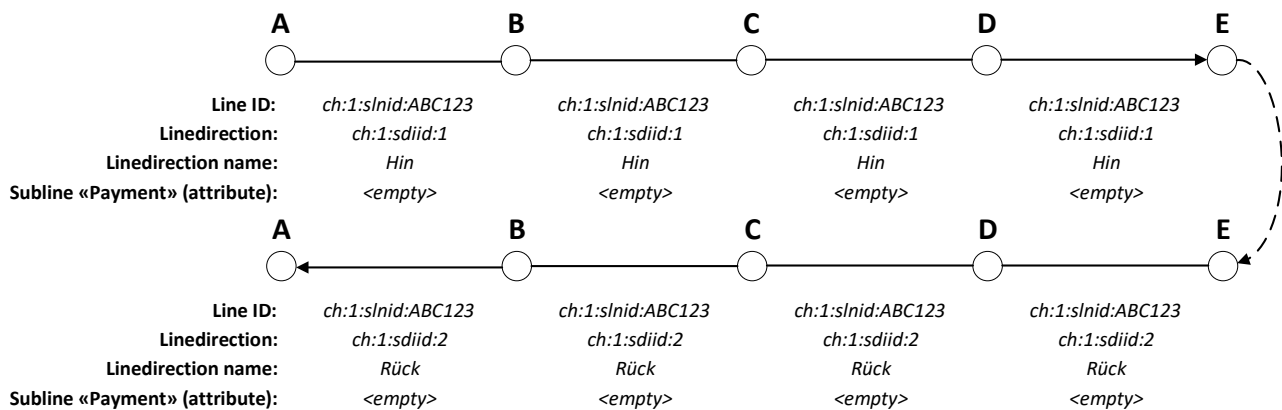 A B C D E
Line ID: ch:1:slnid:ABC123 ch:1:slnid:ABC123 ch:1:slnid:ABC123 ch:1:slnid:ABC123
Linedirection: ch:1:sdiid:1 ch:1:sdiid:1 ch:1:sdiid:1 ch:1:sdiid:1
Linedirection name: Hin Hin Hin Hin
Subline «Payment» (attribute): <empty> <empty> <empty> <empty>
A B C D E
Line ID: ch:1:slnid:ABC123 ch:1:slnid:ABC123 ch:1:slnid:ABC123 ch:1:slnid:ABC123
Linedirection: ch:1:sdiid:2 ch:1:sdiid:2 ch:1:sdiid:2 ch:1:sdiid:2
Linedirection name: Rück Rück Rück Rück
Subline «Payment» (attribute): <empty> <empty> <empty> <empty>